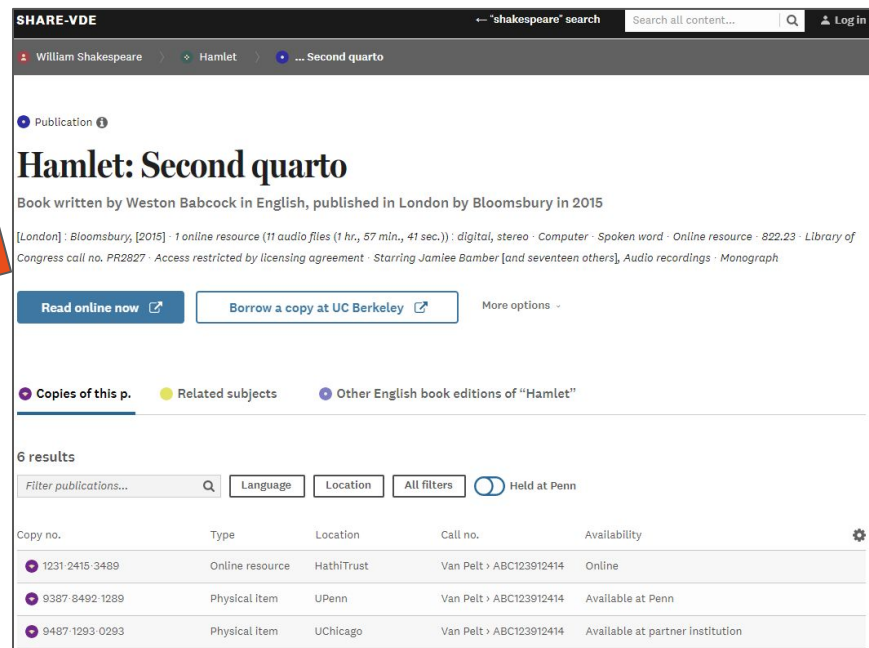 SHARE-VDE ← "shakespeare" search Search all content... Log in
William Shakespeare Hamlet ... Second quarto
Publication
Hamlet: Second quarto
Book written by Weston Babcock in English, published in London by Bloomsbury in 2015
[London] : Bloomsbury, [2015] · 1 online resource (11 audio files (1 hr., 57 min., 41 sec.)) : digital, stereo · Computer · Spoken word · Online resource · 822.23 · Library of
Congress call no. PR2827 · Access restricted by licensing agreement · Starring Jamiee Bamber [and seventeen others], Audio recordings · Monograph
Read online now Borrow a copy at UC Berkeley More options
Copies of this p. Related subjects Other English book editions of “Hamlet”
6 results
Filter publications... Language Location All filters Held at Penn
Copy no. Type Location Call no. Availability
1231-2415-3489 Online resource HathiTrust Van Pelt > ABC123912414 Online
9387-8492-1289 Physical item UPenn Van Pelt > ABC123912414 Available at Penn
9487-1293-0293 Physical item UChicago Van Pelt > ABC123912414 Available at partner institution